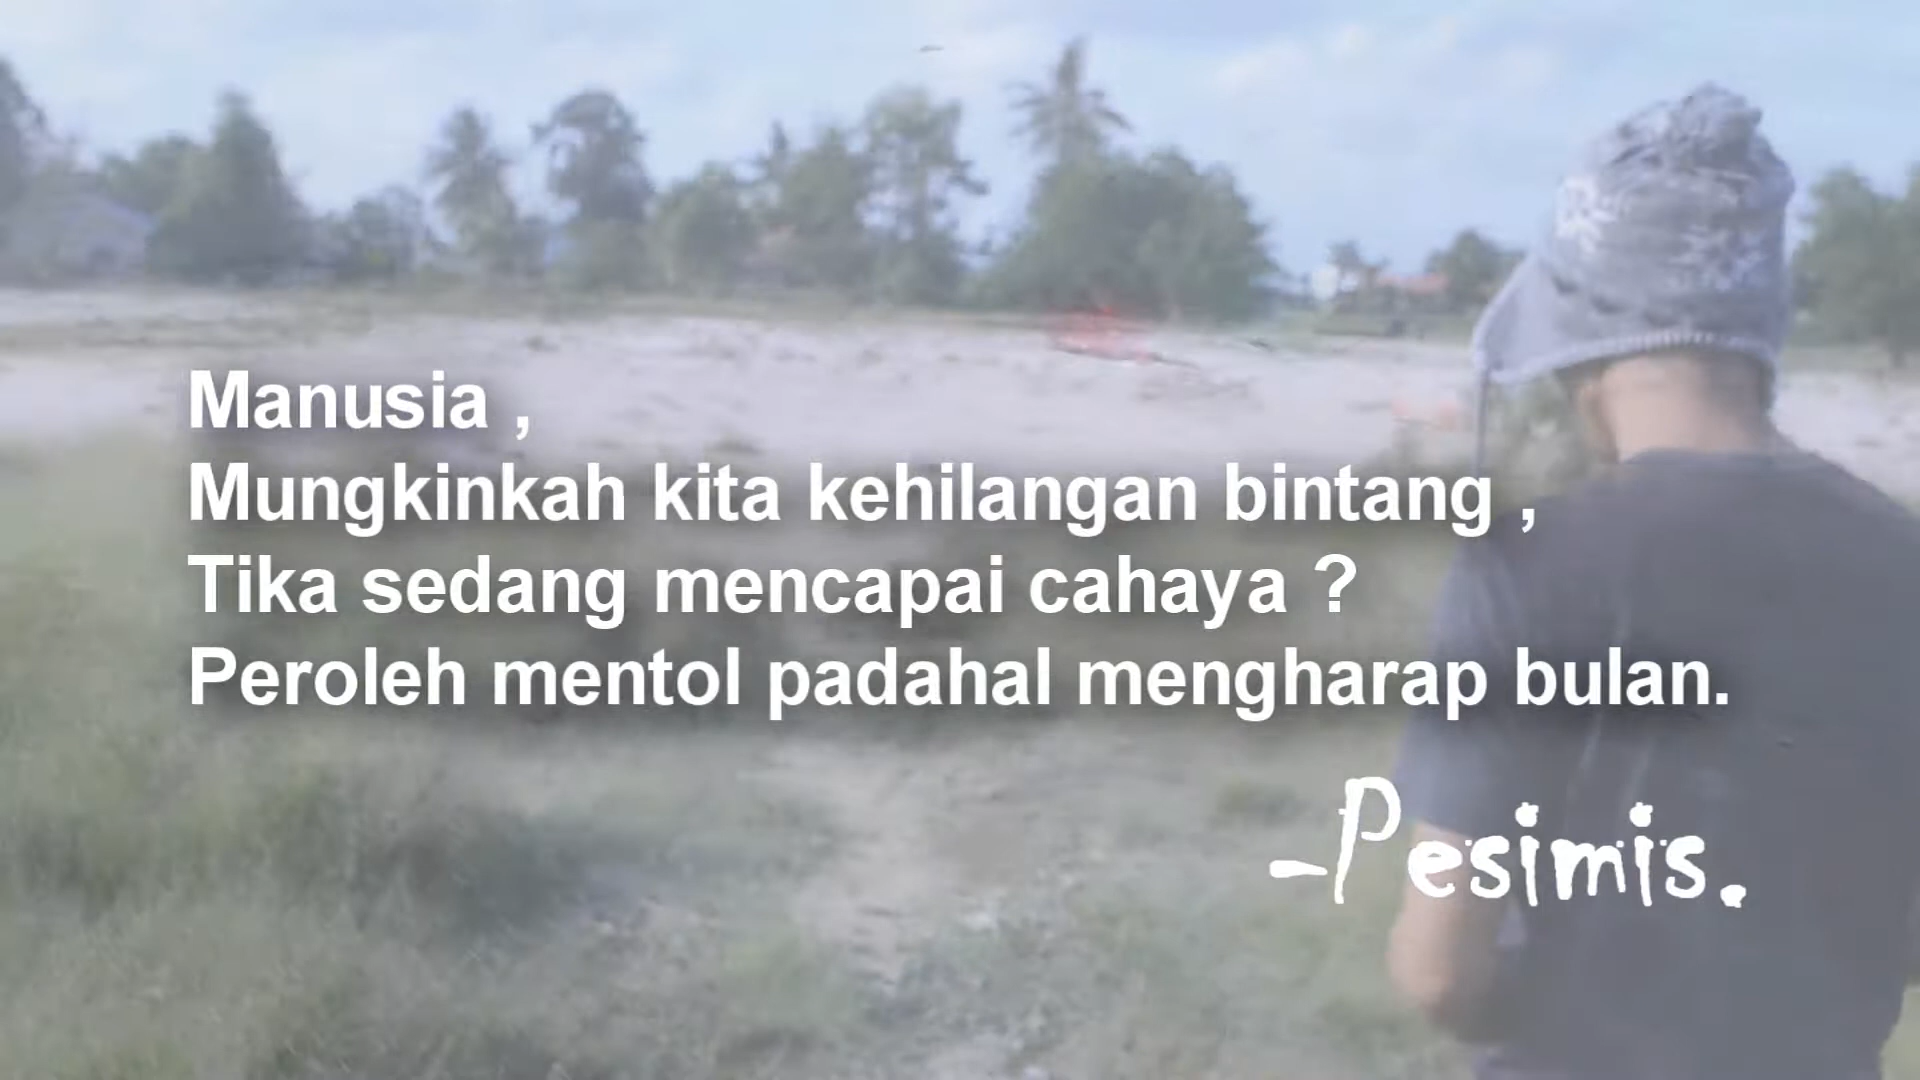 Manusia ,
Mungkinkah kita kehilangan bintang ,
Tika sedang mencapai cahaya ?
Peroleh mentol padahal mengharap bulan.
-Pesimis.